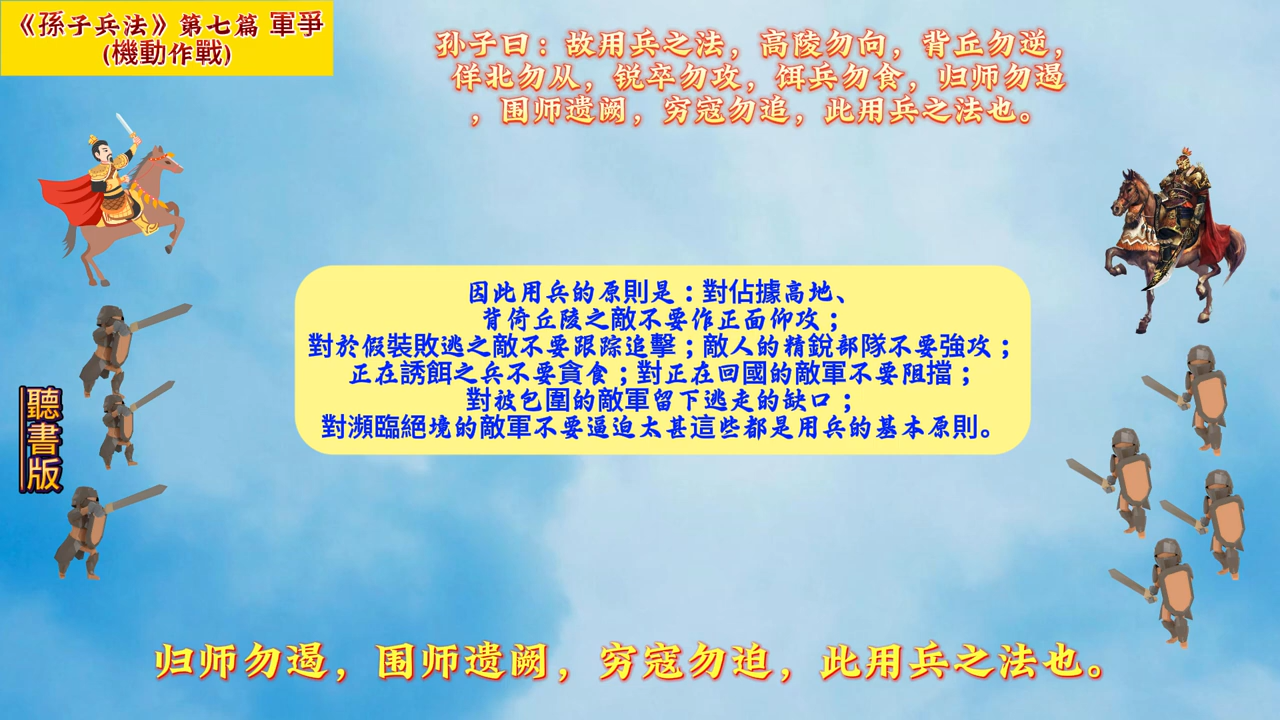 《孫子兵法》第七篇 軍爭
(機動作戰)
孙子曰：故用兵之法，高陵勿向，背丘勿逆，
佯北勿从，锐卒勿攻，饵兵勿食，归师勿遏
，围师遗阙，穷寇勿追，此用兵之法也。
因此用兵的原則是：對佔據高地、
背倚丘陵之敵不要作正面仰攻；
對於假裝敗逃之敵不要跟踪追擊；敵人的精銳部隊不要強攻；
正在誘餌之兵不要貪食；對正在回國的敵軍不要阻擋；
對被包圍的敵軍留下逃走的缺口；
對瀕臨絕境的敵軍不要逼迫太甚這些都是用兵的基本原則。
聽書版
归师勿遏，围师遗阙，穷寇勿迫，此用兵之法也。